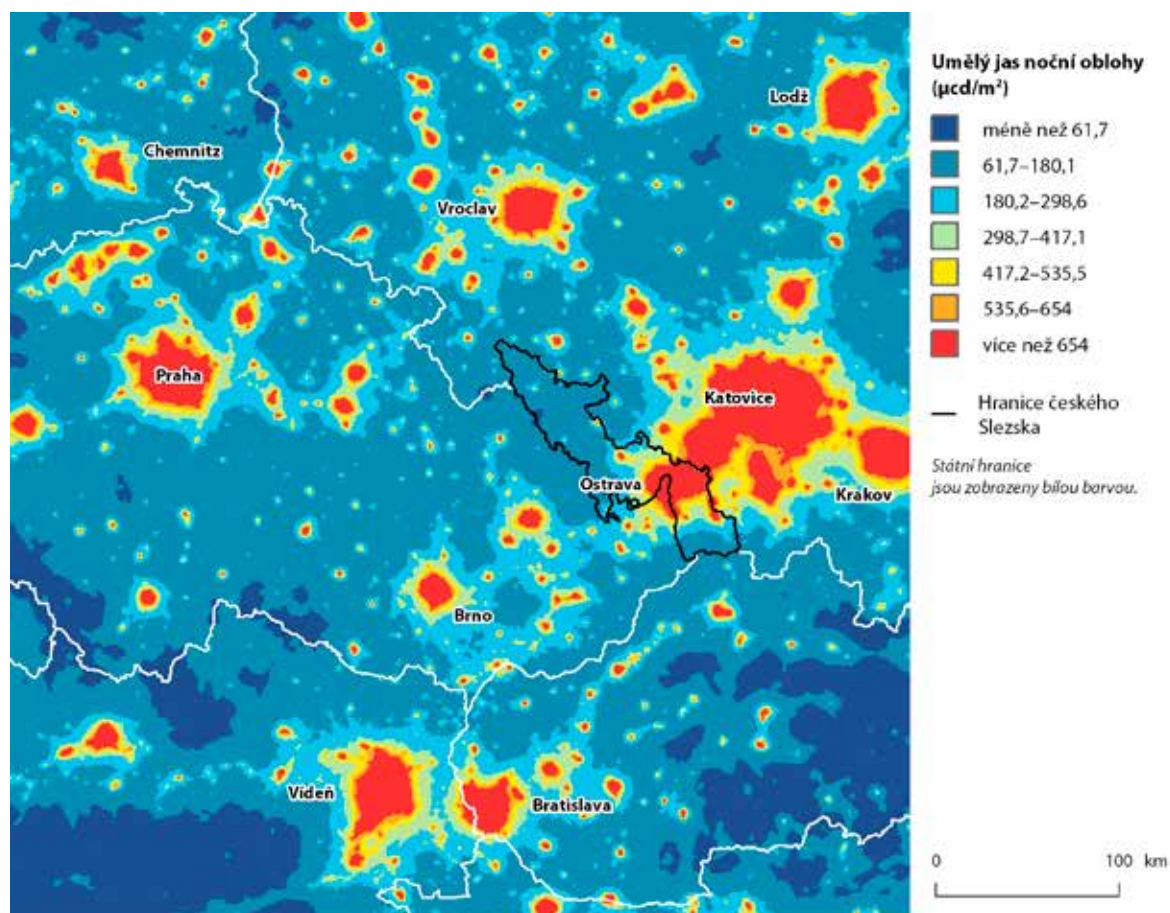 Lodž
Chemnitz
Vroclav
Praha
Katovice
Ostrava
Krakov
Brno
Vídeň
Bratislava
Umělý jas noční oblohy
(μcd/m²)
méně než 61,7
61,7–180,1
180,2–298,6
298,7–417,1
417,2–535,5
535,6–654
více než 654
Hranice českého
Slezska
Státní hranice
jsou zobrazeny bílou barvou.
0 100 km